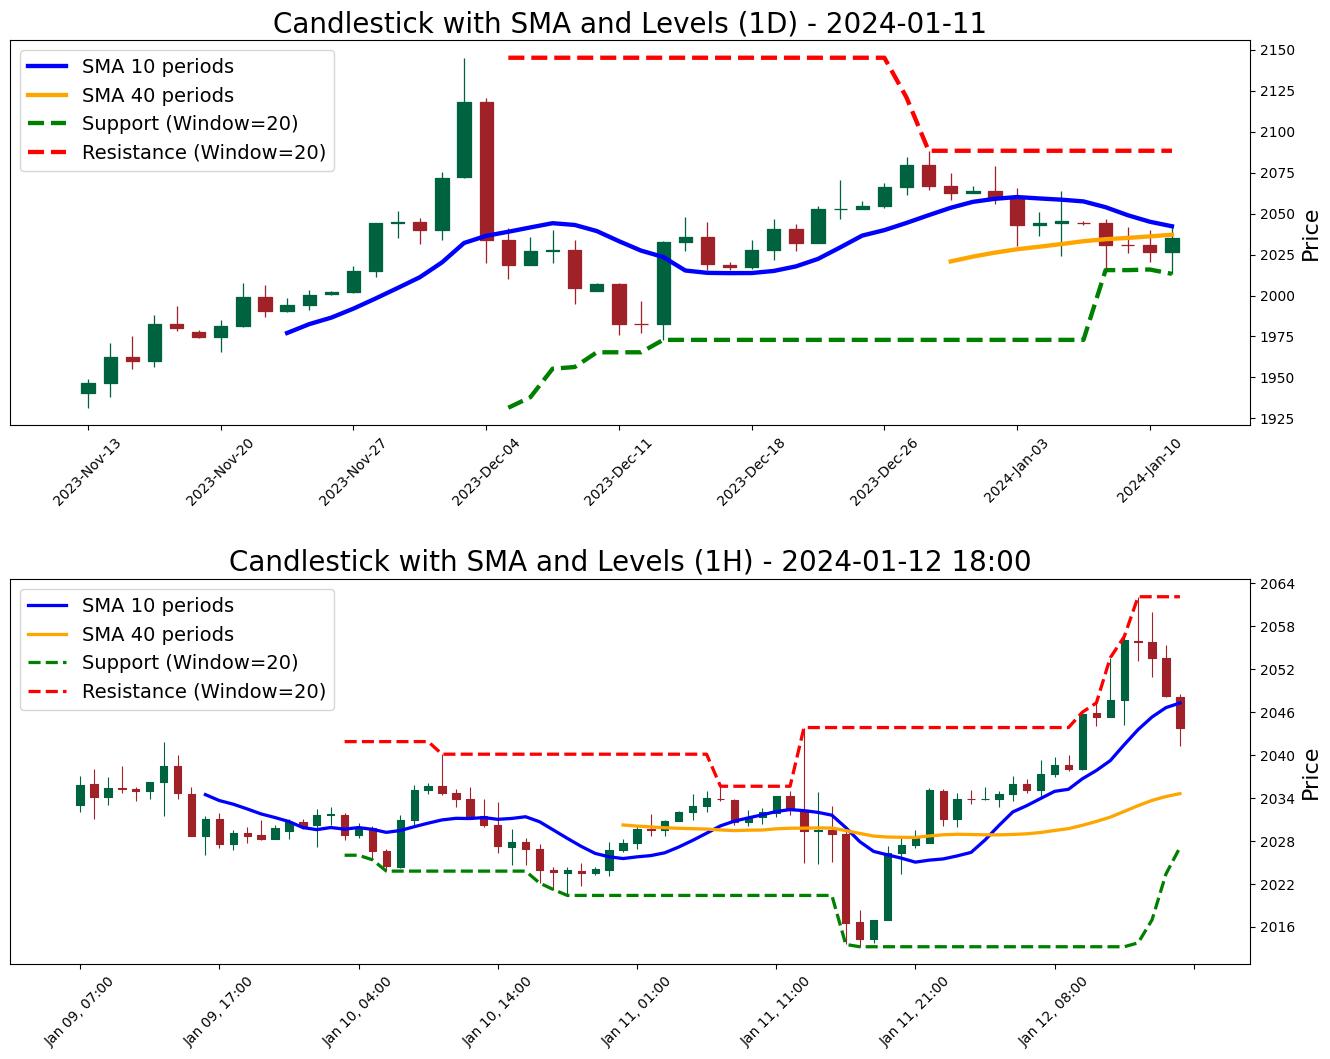 Candlestick with SMA and Levels (1D) - 2024-01-11
SMA 10 periods
SMA 40 periods
Support (Window=20)
Resistance (Window=20)
2150
2125
2100
2075
2050
2025
2000
1975
1950
1925
Price
2023-Nov-13
2023-Nov-20
2023-Nov-27
2023-Dec-04
2023-Dec-11
2023-Dec-18
2023-Dec-26
2024-Jan-03
2024-Jan-10
Candlestick with SMA and Levels (1H) - 2024-01-12 18:00
SMA 10 periods
SMA 40 periods
Support (Window=20)
Resistance (Window=20)
2064
2058
2052
2046
2040
2034
2028
2022
2016
Price
Jan 09, 07:00
Jan 09, 17:00
Jan 10, 04:00
Jan 10, 14:00
Jan 11, 01:00
Jan 11, 11:00
Jan 11, 21:00
Jan 12, 08:00